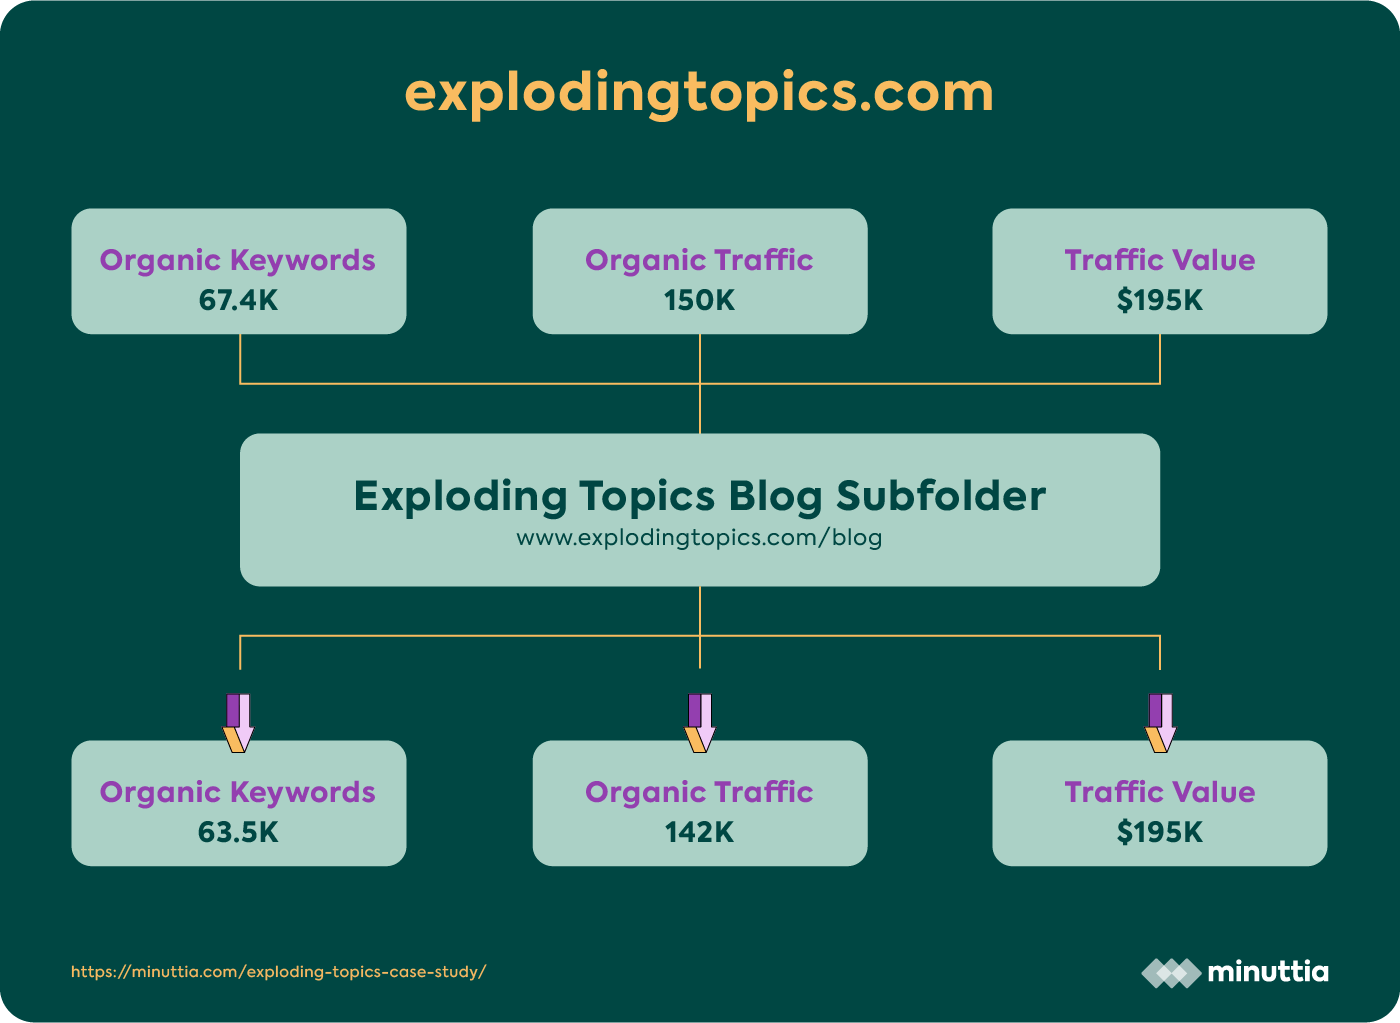 explodingtopics.com
Organic Keywords
67.4K
Organic Traffic
150K
Traffic Value
$195K
Exploding Topics Blog Subfolder
www.explodingtopics.com/blog
Organic Keywords
63.5K
Organic Traffic
142K
Traffic Value
$195K
https://minuttia.com/exploding-topics-case-study/
minuttia